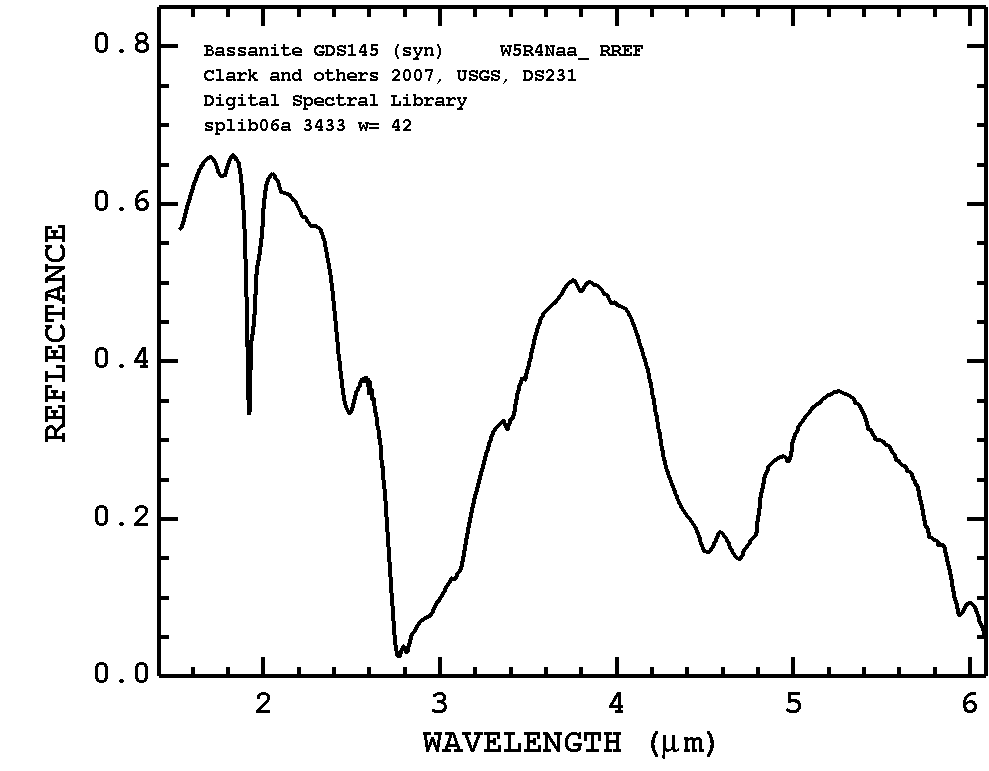 0.8
Bassanite GDS145 (syn)     W5R4Naa_ RREF
Clark and others 2007, USGS, DS231
Digital Spectral Library
splib06a 3433 w= 42
0.6
REFLECTANCE
0.4
0.2
0.0
2 3 4 5 6
WAVELENGTH (μm)